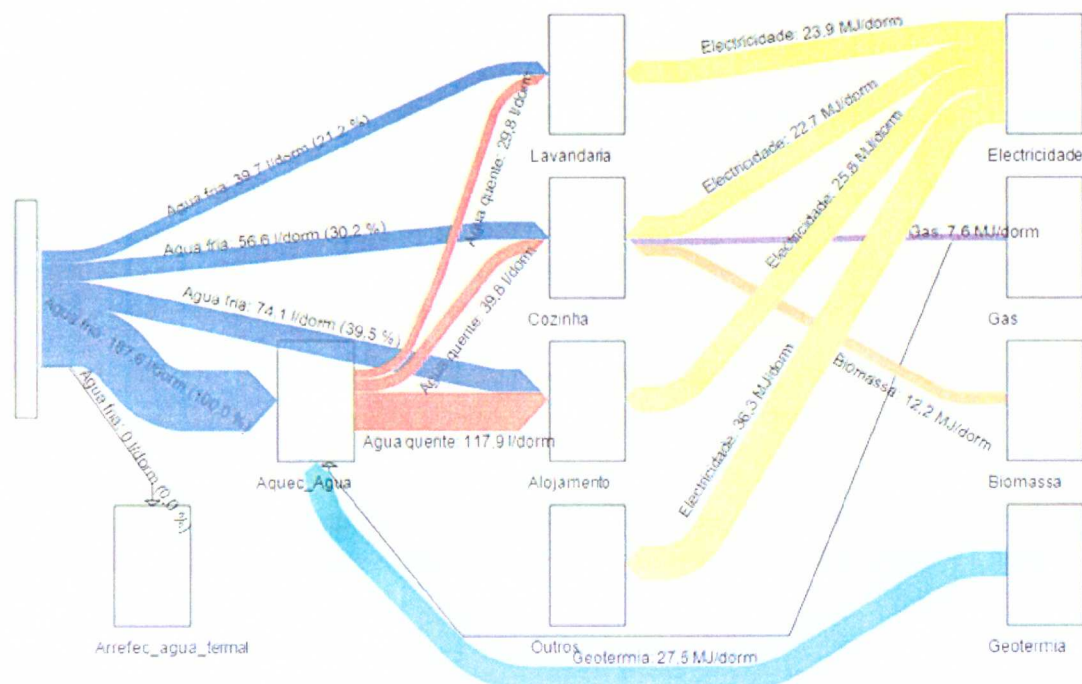 Electricidade: 23,9 MJ/dorm
Lavandaria
Electricidade
Agua fria: 39,7 l/dorm (21,2 %)
Agua quente: 29,8 l/dorm
Electricidade: 22,7 MJ/dorm
Electricidade: 25,8 MJ/dorm
Agua fria: 56,6 l/dorm (30,2 %)
Gas: 7,6 MJ/dorm
Agua fria: 74,1 l/dorm (39,5 %)
Agua quente: 39,8 l/dorm
Cozinha
Gas
Agua fria: 187,6 l/dorm (100,0 %)
Biomassa: 12,2 MJ/dorm
Agua fria: 0 l/dorm (0,0 %)
Agua quente: 117,9 l/dorm
Electricidade: 36,3 MJ/dorm
Aquec_Agua
Alojamento
Biomassa
Arrefec_agua_termal
Outros
Geotermia
Geotermia: 27,5 MJ/dorm